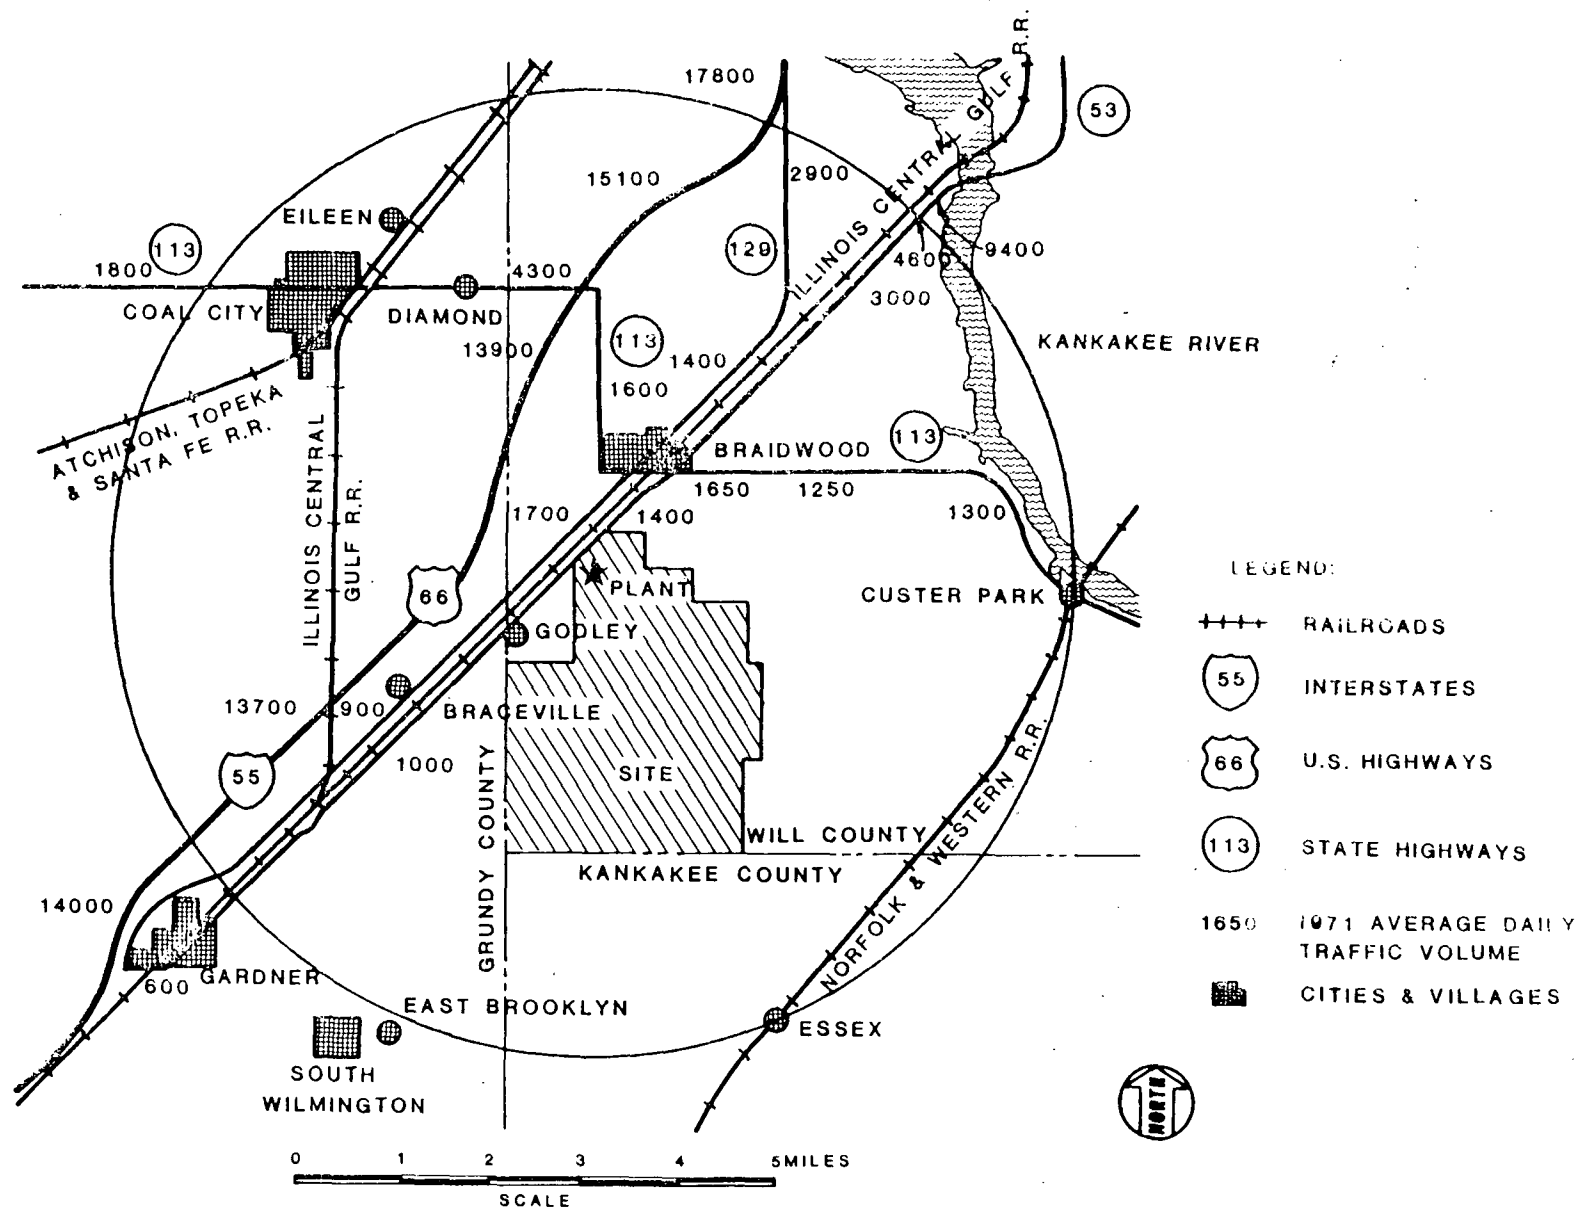 17800
R.R.
ILLINOIS CENTRAL GULF
53
15100
2900
EILEEN
113
1800
4300
129
4600
9400
3000
COAL CITY
DIAMOND
13900
113
1400
1600
KANKAKEE RIVER
ATCHISON, TOPEKA
& SANTA FE R.R.
ILLINOIS CENTRAL
GULF R.R.
BRAIDWOOD
113
1650
1250
1700
1400
1300
66
PLANT
CUSTER PARK
GODLEY
13700
900
BRACEVILLE
55
1000
SITE
GRUNDY COUNTY
WILL COUNTY
KANKAKEE COUNTY
NORFOLK & WESTERN R.R.
14000
GARDNER
600
EAST BROOKLYN
ESSEX
SOUTH
WILMINGTON
LEGEND:
RAILROADS
55
INTERSTATES
66
U.S. HIGHWAYS
113
STATE HIGHWAYS
1650
1971 AVERAGE DAILY
TRAFFIC VOLUME
CITIES & VILLAGES
NORTH
0 1 2 3 4 5 MILES
SCALE